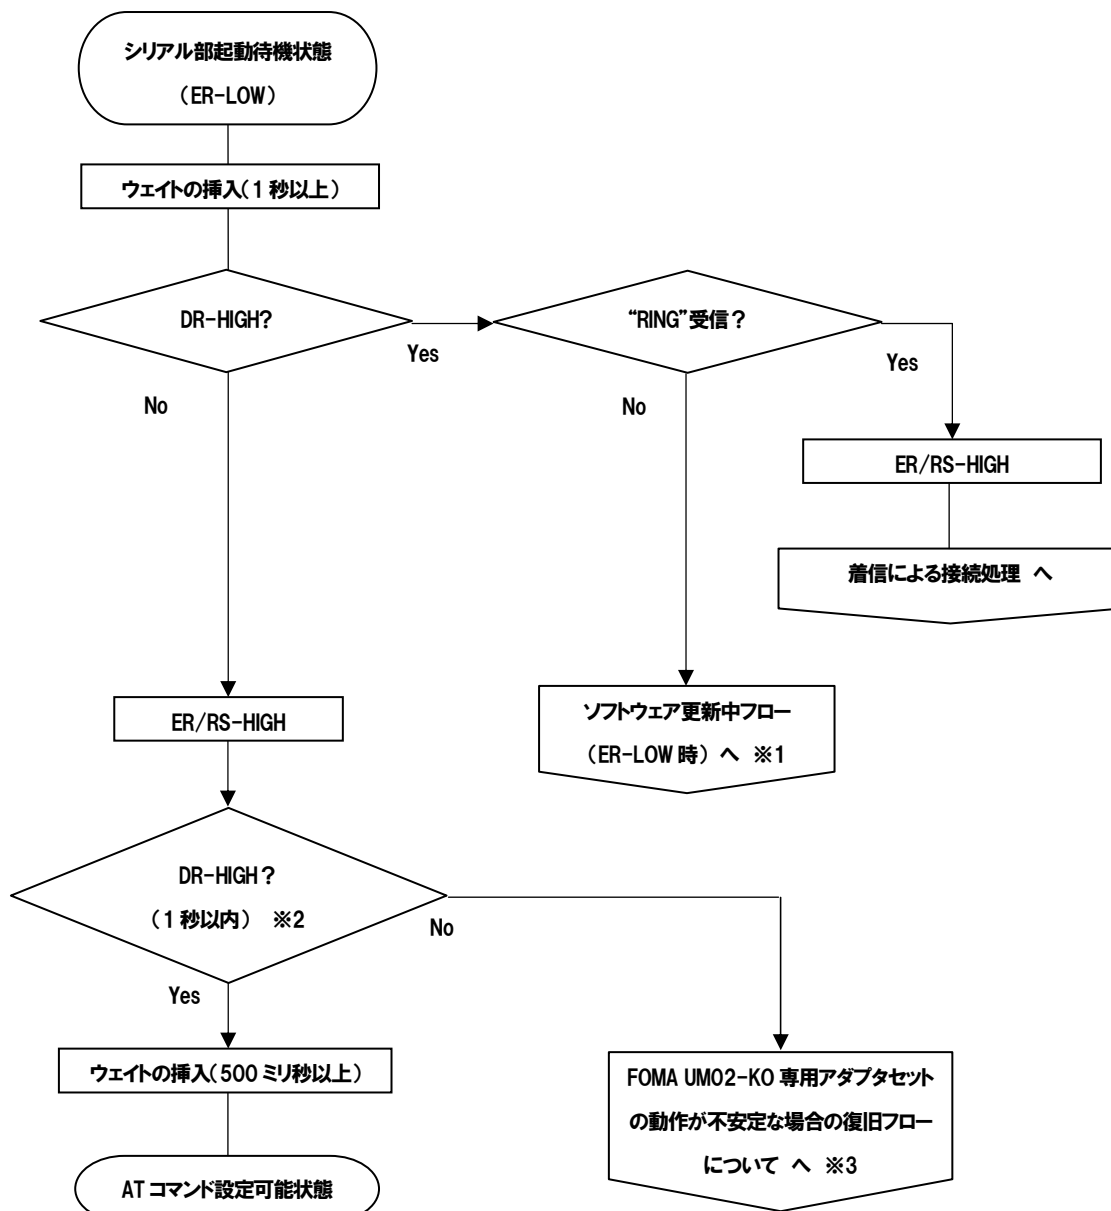 シリアル部起動待機状態
(ER-LOW)
ウェイトの挿入(1秒以上)
DR-HIGH?
Yes
No
“RING”受信?
Yes
No
ER/RS-HIGH
着信による接続処理 へ
ER/RS-HIGH
ソフトウェア更新中フロー
(ER-LOW 時) へ ※1
DR-HIGH?
(1秒以内) ※2
No
Yes
ウェイトの挿入(500ミリ秒以上)
FOMA UM02-KO 専用アダプタセット
の動作が不安定な場合の復旧フロー
について へ ※3
ATコマンド設定可能状態